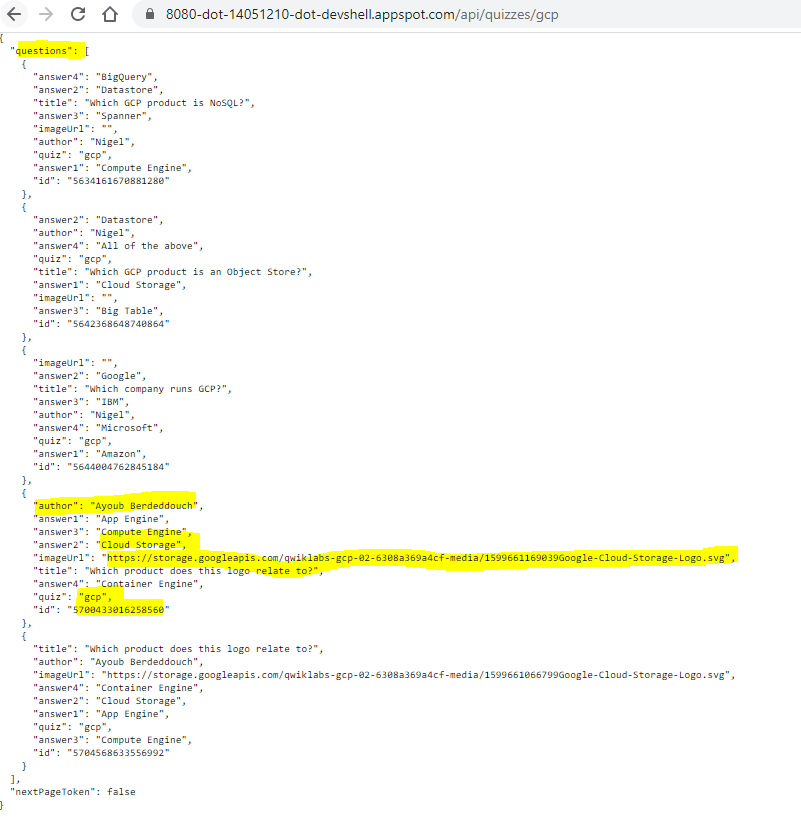 8080-dot-14051210-dot-devshell.appspot.com/api/quizzes/gcp
{
"questions": [
{
"answer4": "BigQuery",
"answer2": "Datastore",
"title": "Which GCP product is NoSQL?",
"answer3": "Spanner",
"imageUrl": "",
"author": "Nigel",
"quiz": "gcp",
"answer1": "Compute Engine",
"id": "5634161670881280"
},
{
"answer2": "Datastore",
"author": "Nigel",
"answer4": "All of the above",
"quiz": "gcp",
"title": "Which GCP product is an Object Store?",
"answer1": "Cloud Storage",
"imageUrl": "",
"answer3": "Big Table",
"id": "5642368648740864"
},
{
"imageUrl": "",
"answer2": "Google",
"title": "Which company runs GCP?",
"answer3": "IBM",
"author": "Nigel",
"answer4": "Microsoft",
"quiz": "gcp",
"answer1": "Amazon",
"id": "5644004762845184"
},
{
"author": "Ayoub Berdeddouch",
"answer1": "App Engine",
"answer3": "Compute Engine",
"answer2": "Cloud Storage",
"imageUrl": "https://storage.googleapis.com/qwiklabs-gcp-02-6308a369a4cf-media/1599661169039Google-Cloud-Storage-Logo.svg",
"title": "Which product does this logo relate to?",
"answer4": "Container Engine",
"quiz": "gcp",
"id": "5700433016258560"
},
{
"title": "Which product does this logo relate to?",
"author": "Ayoub Berdeddouch",
"imageUrl": "https://storage.googleapis.com/qwiklabs-gcp-02-6308a369a4cf-media/1599661066799Google-Cloud-Storage-Logo.svg",
"answer4": "Container Engine",
"answer2": "Cloud Storage",
"answer1": "App Engine",
"quiz": "gcp",
"answer3": "Compute Engine",
"id": "5704568633556992"
}
],
"nextPageToken": false
}